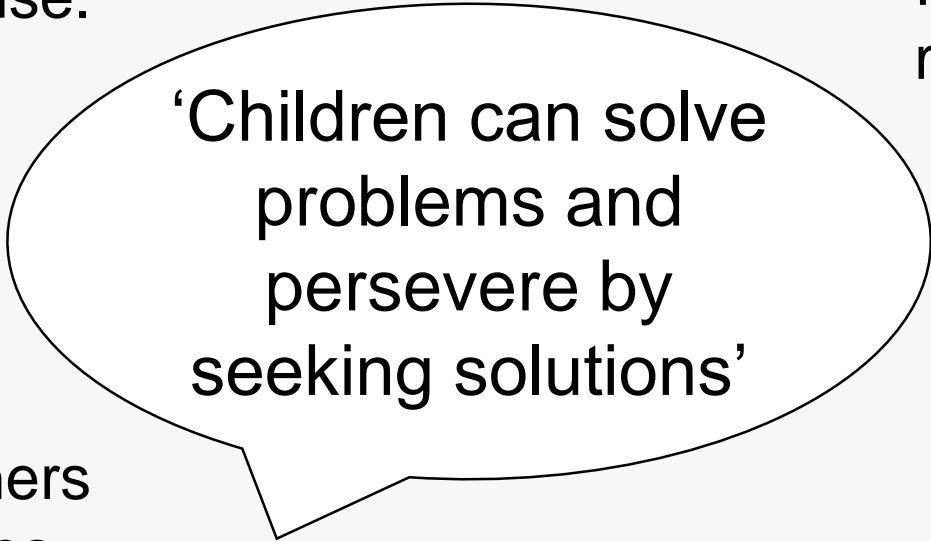 ‘Children can solve
problems and
persevere by
seeking solutions’